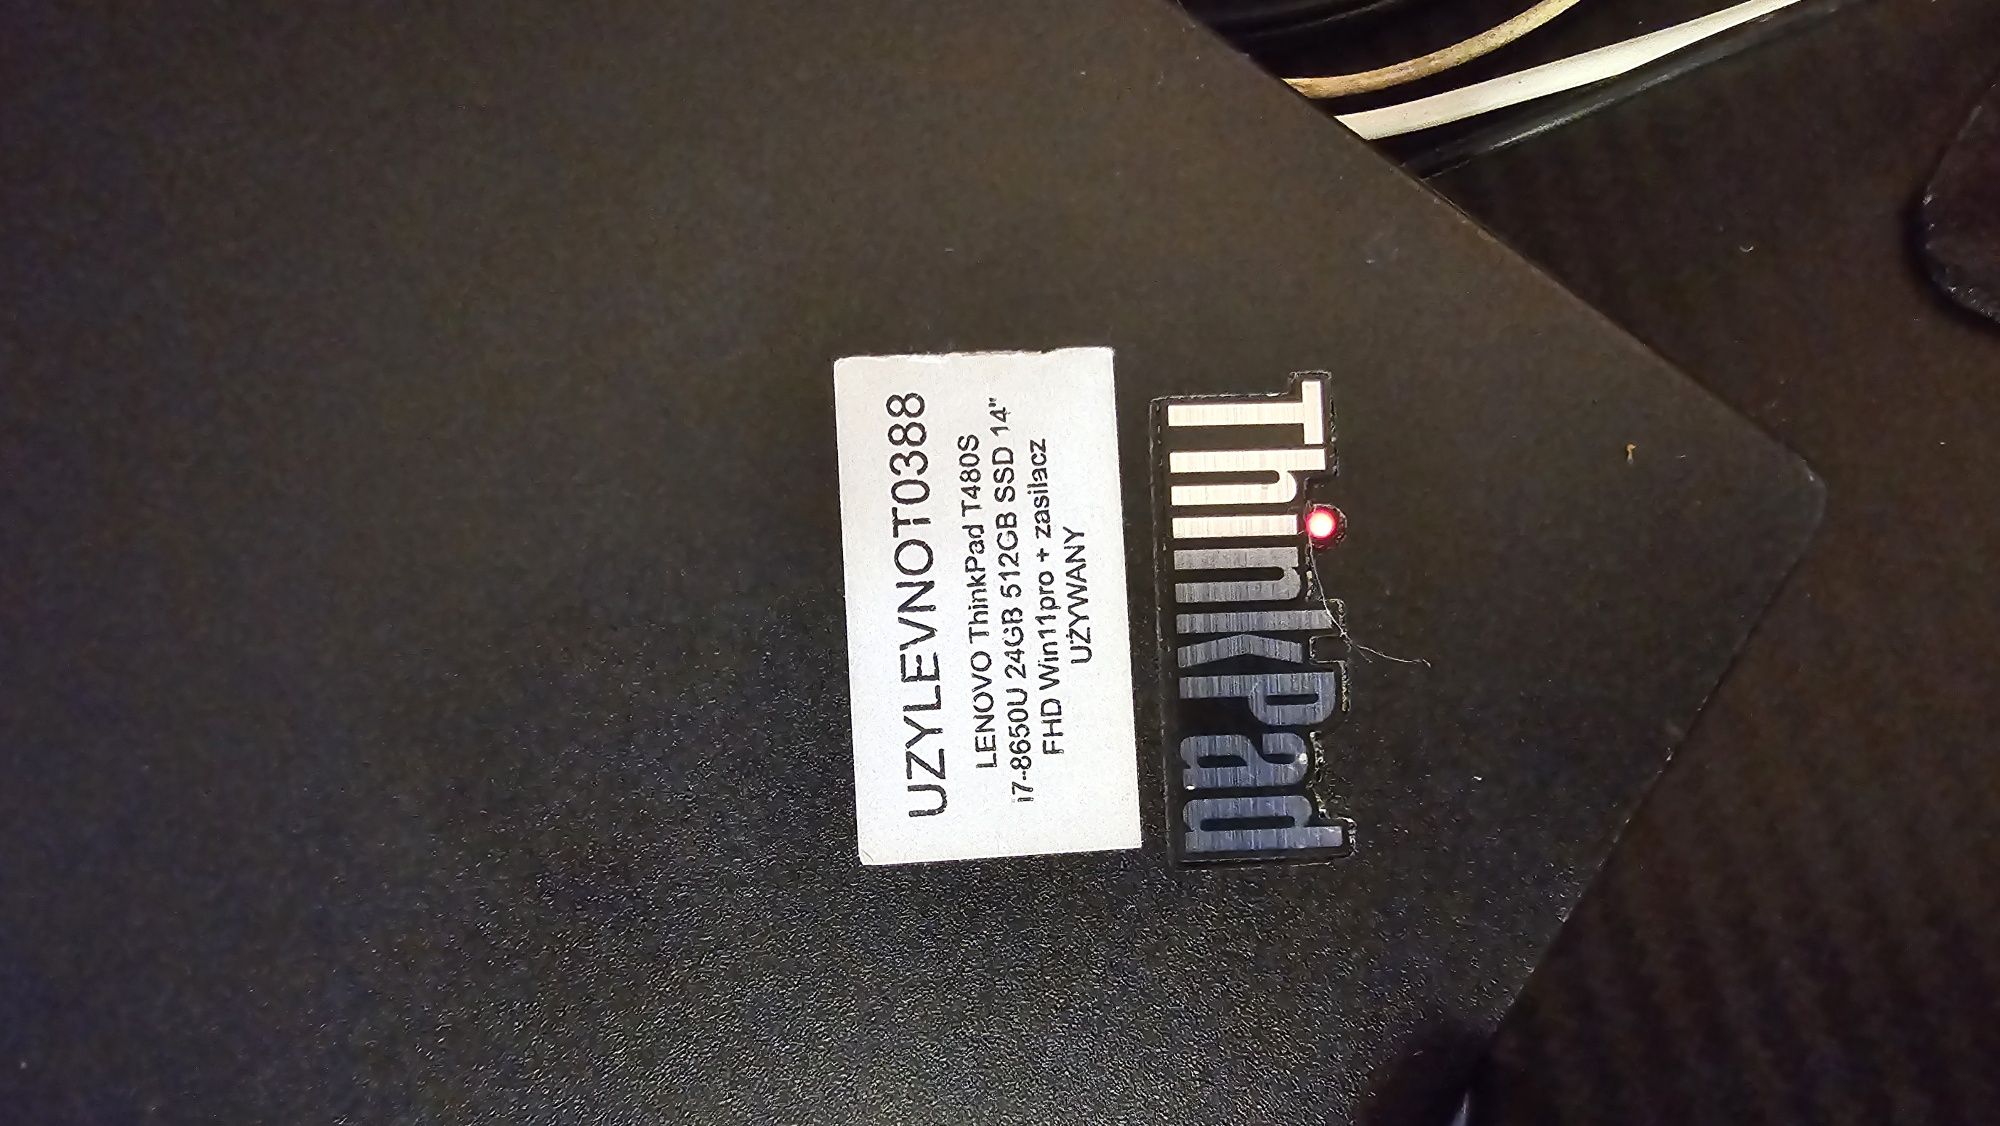 UZYLEVNOT0388
LENOVO ThinkPad T480S
i7-8650U 24GB 512GB SSD 14"
FHD Win11pro + zasilacz
UŻYWANY
ThinkPad